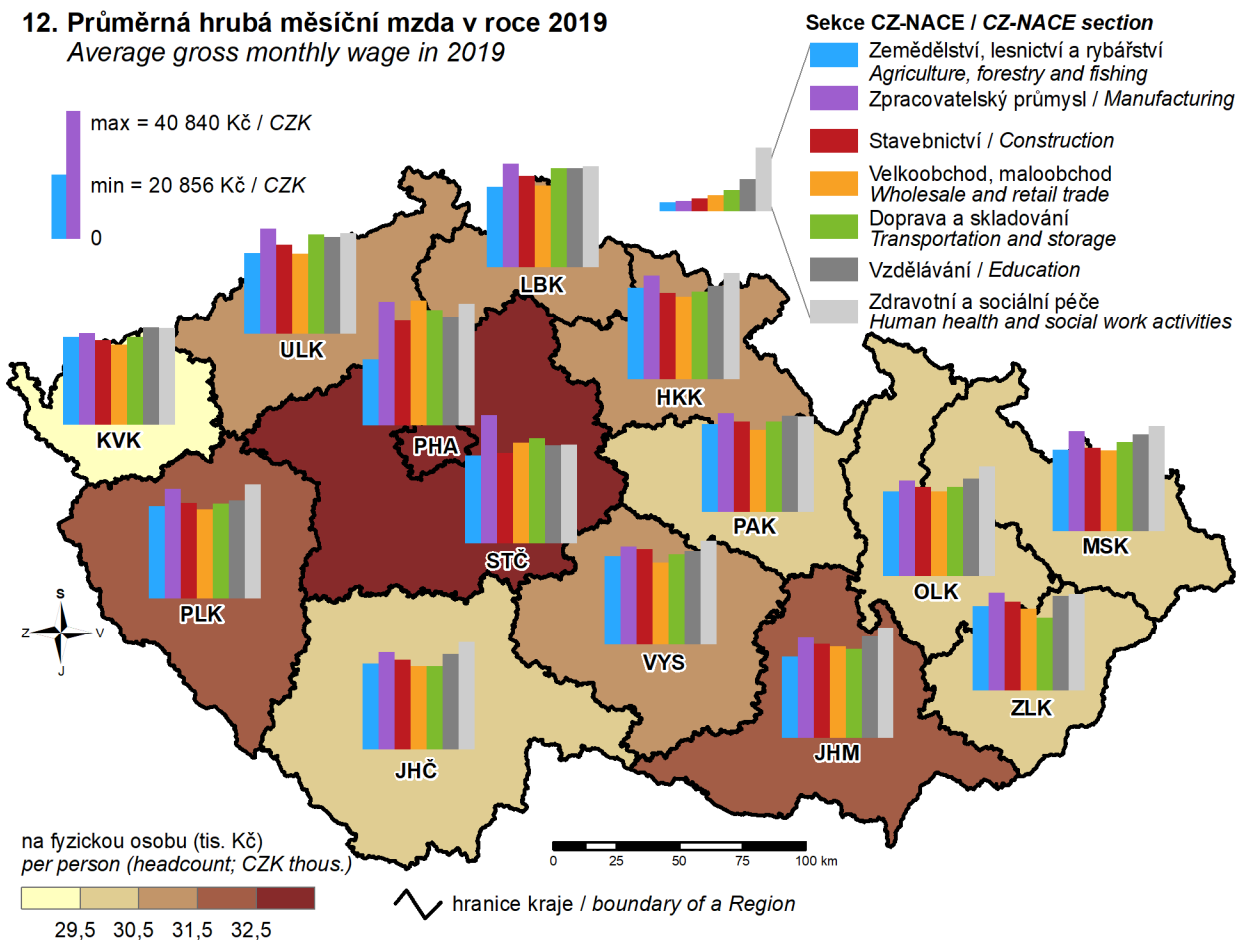 12. Průměrná hrubá měsíční mzda v roce 2019
Average gross monthly wage in 2019
max = 40 840 Kč / CZK
min = 20 856 Kč / CZK
0
Sekce CZ-NACE / CZ-NACE section
Zemědělství, lesnictví a rybářství
Agriculture, forestry and fishing
Zpracovatelský průmysl / Manufacturing
Stavebnictví / Construction
Velkoobchod, maloobchod
Wholesale and retail trade
Doprava a skladování
Transportation and storage
Vzdělávání / Education
Zdravotní a sociální péče
Human health and social work activities
LBK
ULK
HKK
KVK
PHA
PAK
MSK
STČ
OLK
PLK
VYS
ZLK
JHM
JHČ
S
Z
V
J
na fyzickou osobu (tis. Kč)
per person (headcount; CZK thous.)
29,5 30,5 31,5 32,5
0 25 50 75 100 km
hranice kraje / boundary of a Region